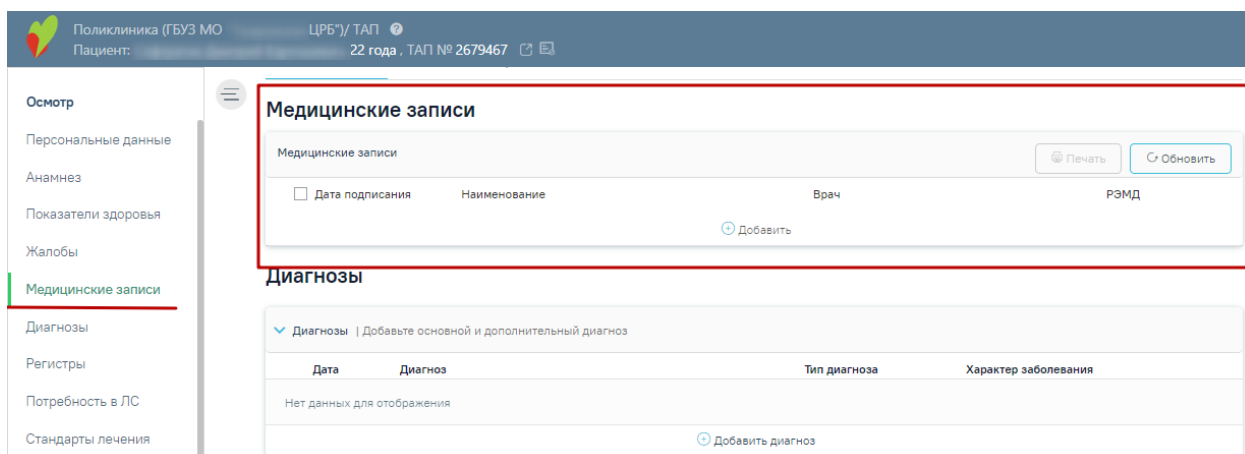 Поликлиника (ГБУЗ МО ЦРБ")/ ТАП ?
Пациент: 22 года , ТАП № 2679467
Осмотр
Персональные данные
Анамнез
Показатели здоровья
Жалобы
Медицинские записи
Диагнозы
Регистры
Потребность в ЛС
Стандарты лечения
Медицинские записи
Медицинские записи
Печать
Обновить
Дата подписания Наименование Врач РЭМД
Добавить
Диагнозы
Диагнозы | Добавьте основной и дополнительный диагноз
Дата Диагноз Тип диагноза Характер заболевания
Нет данных для отображения
Добавить диагноз